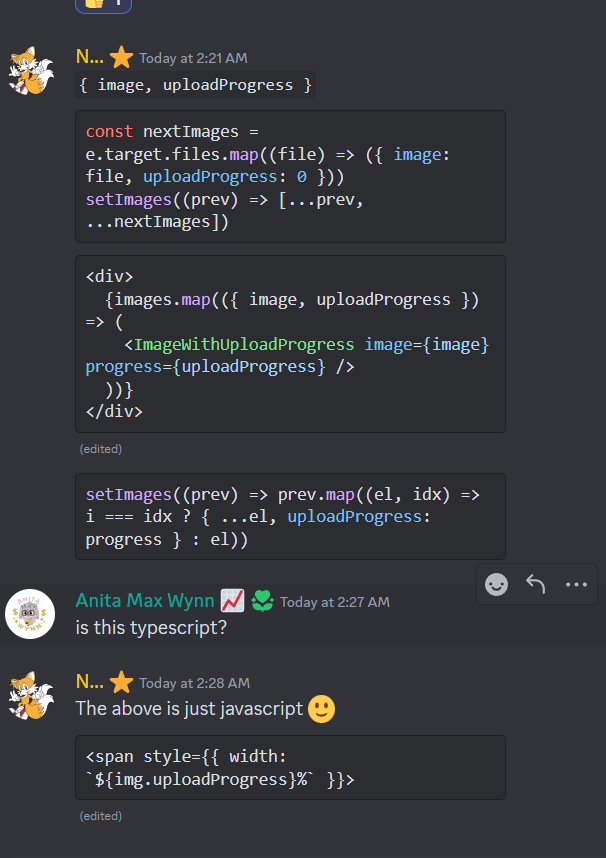 1
N... Today at 2:21 AM
{ image, uploadProgress }
const nextImages =
e.target.files.map((file) => ({ image:
file, uploadProgress: 0 }))
setImages((prev) => [...prev,
...nextImages])
<div>
{images.map(({ image, uploadProgress })
=> (
<ImageWithUploadProgress image={image}
progress={uploadProgress} />
))}
</div>
(edited)
setImages((prev) => prev.map((el, idx) =>
i === idx ? { ...el, uploadProgress:
progress } : el))
Anita Max Wynn Today at 2:27 AM
is this typescript?
N... Today at 2:28 AM
The above is just javascript
<span style={{ width:
`${img.uploadProgress}%` }}>
(edited)